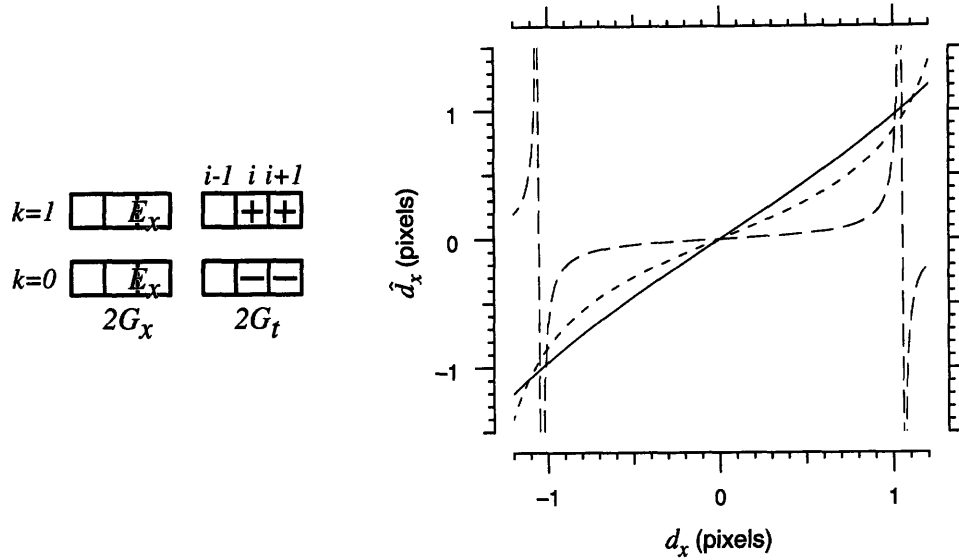 i-1 i i+1
k=1 E_x + +
k=0 E_x − −
2G_x 2G_t
d̂_x (pixels)
1
0
−1
−1 0 1
d_x (pixels)